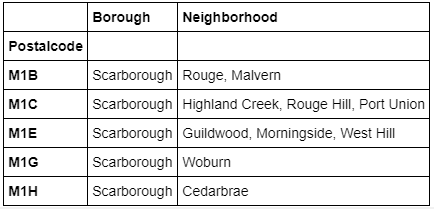 Borough Neighborhood
Postalcode
M1B Scarborough Rouge, Malvern
M1C Scarborough Highland Creek, Rouge Hill, Port Union
M1E Scarborough Guildwood, Morningside, West Hill
M1G Scarborough Woburn
M1H Scarborough Cedarbrae